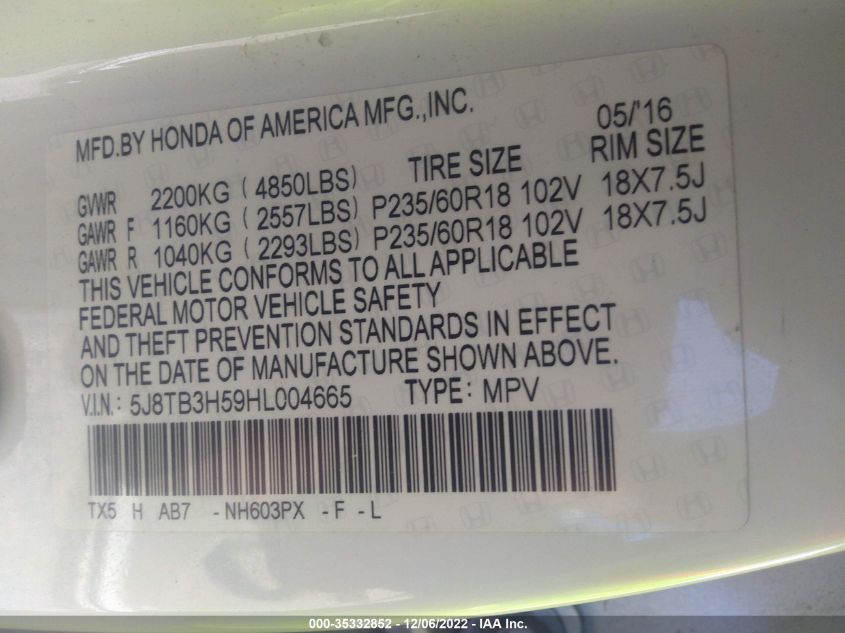 MFD.BY HONDA OF AMERICA MFG.,INC. 05/'16
TIRE SIZE RIM SIZE
GVWR 2200KG ( 4850LBS)
GAWR F 1160KG ( 2557LBS) P235/60R18 102V 18X7.5J
GAWR R 1040KG ( 2293LBS) P235/60R18 102V 18X7.5J
THIS VEHICLE CONFORMS TO ALL APPLICABLE
FEDERAL MOTOR VEHICLE SAFETY
AND THEFT PREVENTION STANDARDS IN EFFECT
ON THE DATE OF MANUFACTURE SHOWN ABOVE.
V.I.N.: 5J8TB3H59HL004665 TYPE: MPV
TX5 H AB7 -NH603PX -F -L
000-35332852 - 12/06/2022 - IAA Inc.